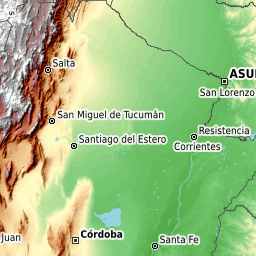 Salta
ASU
San Lorenzo
San Miguel de Tucumán
Resistencia
Santiago del Estero
Corrientes
Juan
Córdoba
Santa Fe